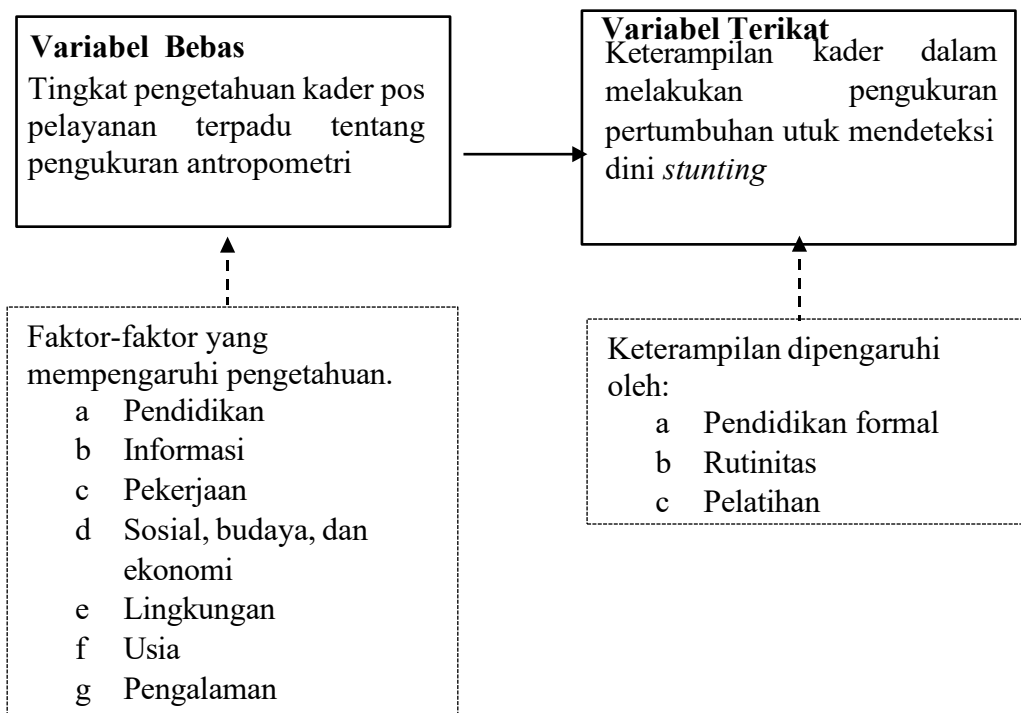 Variabel Bebas
Tingkat pengetahuan kader pos
pelayanan terpadu tentang
pengukuran antropometri
Variabel Terikat
Keterampilan kader dalam
melakukan pengukuran
pertumbuhan utuk mendeteksi
dini stunting
Faktor-faktor yang
mempengaruhi pengetahuan.
a Pendidikan
b Informasi
c Pekerjaan
d Sosial, budaya, dan
ekonomi
e Lingkungan
f Usia
g Pengalaman
Keterampilan dipengaruhi
oleh:
a Pendidikan formal
b Rutinitas
c Pelatihan